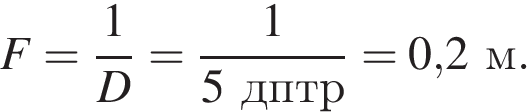 F = 1/D = 1/(5 дптр) = 0,2 м.